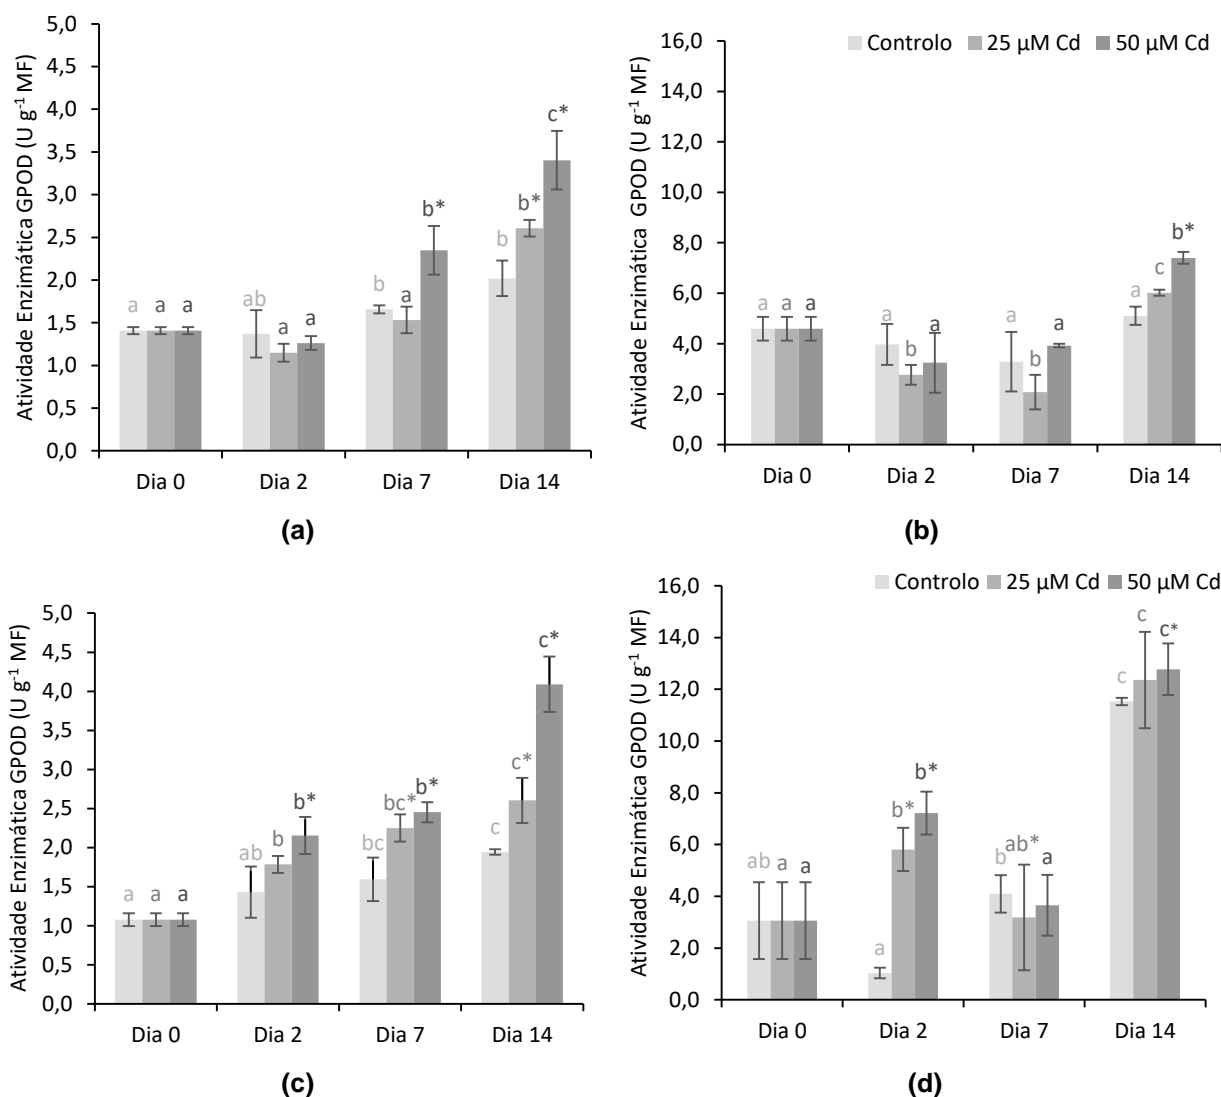 Atividade Enzimática GPOD (U g⁻¹ MF)
5,0
4,5
4,0
3,5
3,0
2,5
2,0
1,5
1,0
0,5
0,0
a a a
ab a a
b a b*
b b* c*
Dia 0 Dia 2 Dia 7 Dia 14
(a)
Controlo 25 µM Cd 50 µM Cd
Atividade Enzimática GPOD (U g⁻¹ MF)
16,0
14,0
12,0
10,0
8,0
6,0
4,0
2,0
0,0
a a a
a b a
a b a
a c b*
Dia 0 Dia 2 Dia 7 Dia 14
(b)
Atividade Enzimática GPOD (U g⁻¹ MF)
5,0
4,5
4,0
3,5
3,0
2,5
2,0
1,5
1,0
0,5
0,0
a a a
ab b b*
bc bc* b*
c c* c*
Dia 0 Dia 2 Dia 7 Dia 14
(c)
Controlo 25 µM Cd 50 µM Cd
Atividade Enzimática GPOD (U g⁻¹ MF)
16,0
14,0
12,0
10,0
8,0
6,0
4,0
2,0
0,0
ab a a
a b* b*
b ab* a
c c c*
Dia 0 Dia 2 Dia 7 Dia 14
(d)